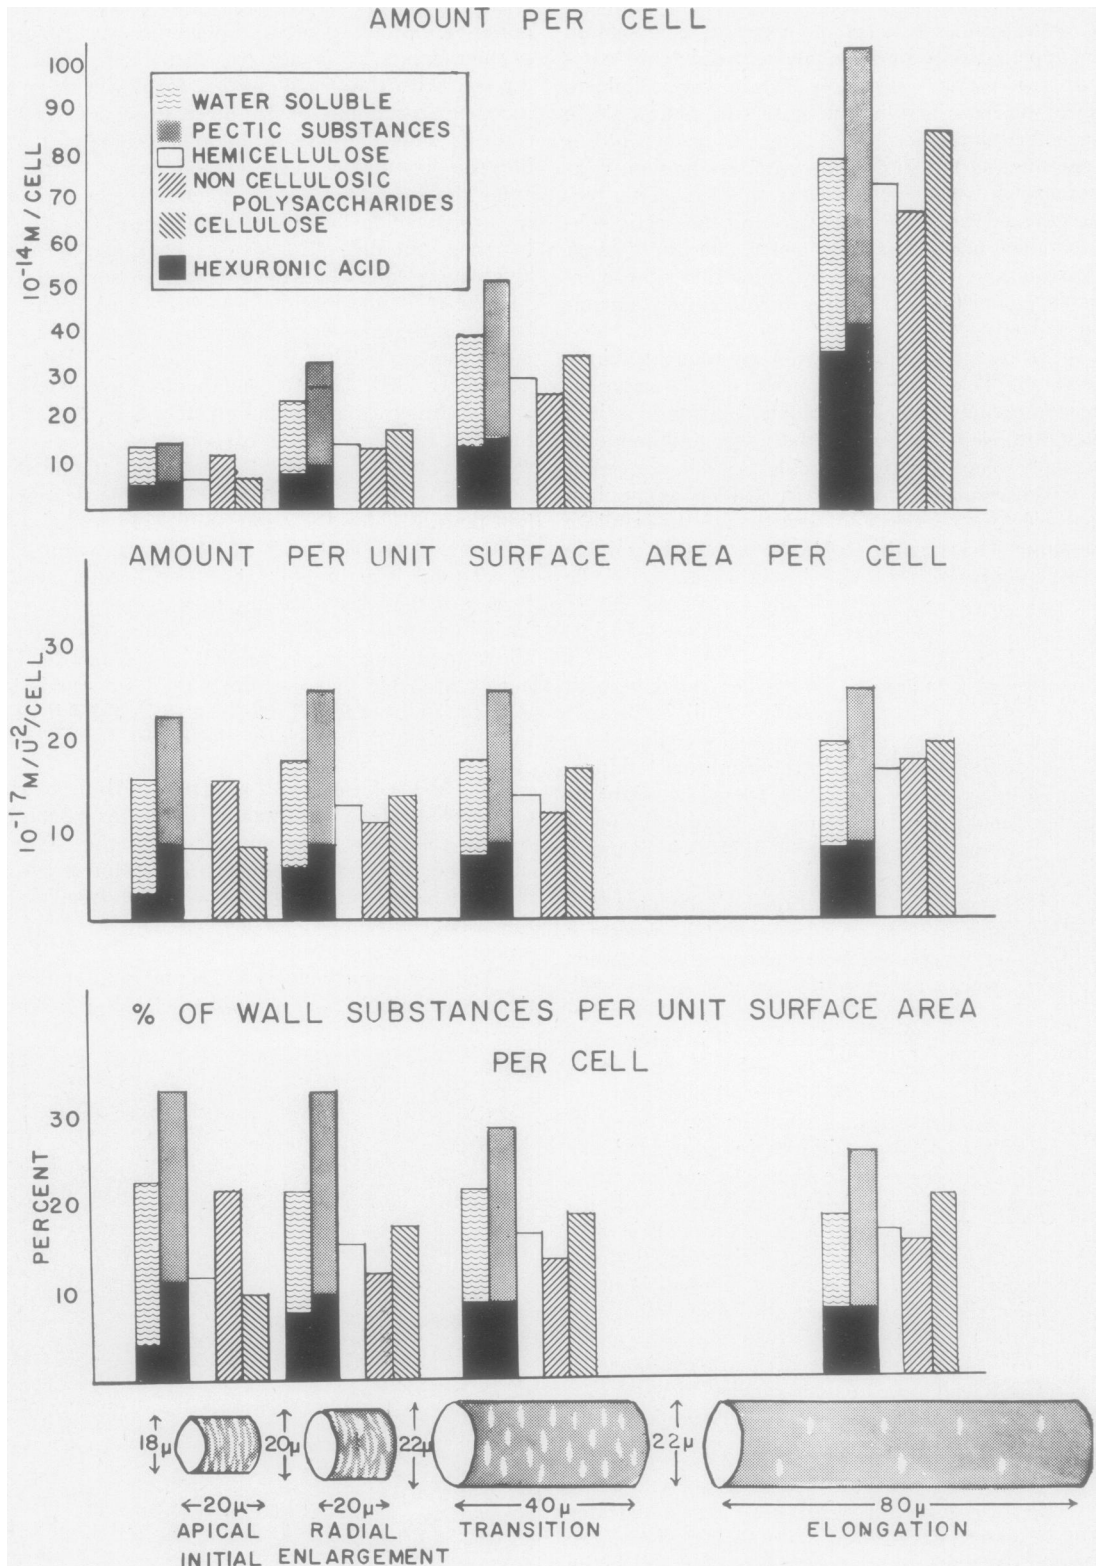 AMOUNT PER CELL
100
90
80
70
60
50
40
30
20
10
10-14 M/CELL
WATER SOLUBLE
PECTIC SUBSTANCES
HEMICELLULOSE
NON CELLULOSIC
POLYSACCHARIDES
CELLULOSE
HEXURONIC ACID
AMOUNT PER UNIT SURFACE AREA PER CELL
30
20
10
10-17 M/U-2/CELL
% OF WALL SUBSTANCES PER UNIT SURFACE AREA
PER CELL
30
20
10
PERCENT
18μ
20μ
22μ
22μ
20μ
20μ
40μ
80μ
APICAL
INITIAL
RADIAL
ENLARGEMENT
TRANSITION
ELONGATION